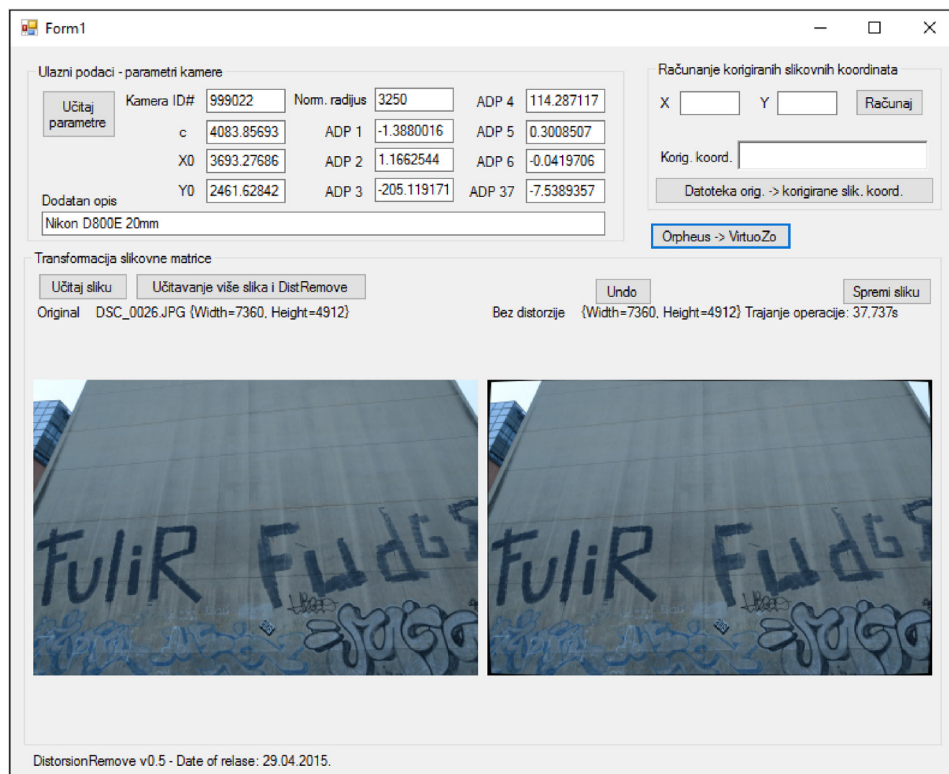 Form1
Ulazni podaci - parametri kamere
Učitaj parametre
Kamera ID# 999022 Norm. radijus 3250 ADP 4 114.287117
c 4083.85693 ADP 1 -1.3880016 ADP 5 0.3008507
X0 3693.27686 ADP 2 1.1662544 ADP 6 -0.0419706
Y0 2461.62842 ADP 3 -205.119171 ADP 37 -7.5389357
Dodatan opis
Nikon D800E 20mm
Računanje korigiranih slikovnih koordinata
X Y Računaj
Korig. koord.
Datoteka orig. -> korigirane slik. koord.
Orpheus -> VirtuoZo
Transformacija slikovne matrice
Učitaj sliku Učitavanje više slika i DistRemove Undo Spremi sliku
Original DSC_0026.JPG {Width=7360, Height=4912} Bez distorzije {Width=7360, Height=4912} Trajanje operacije: 37,737s
FuliR FudGS
FuliR FudGS
DistorsionRemove v0.5 - Date of relase: 29.04.2015.